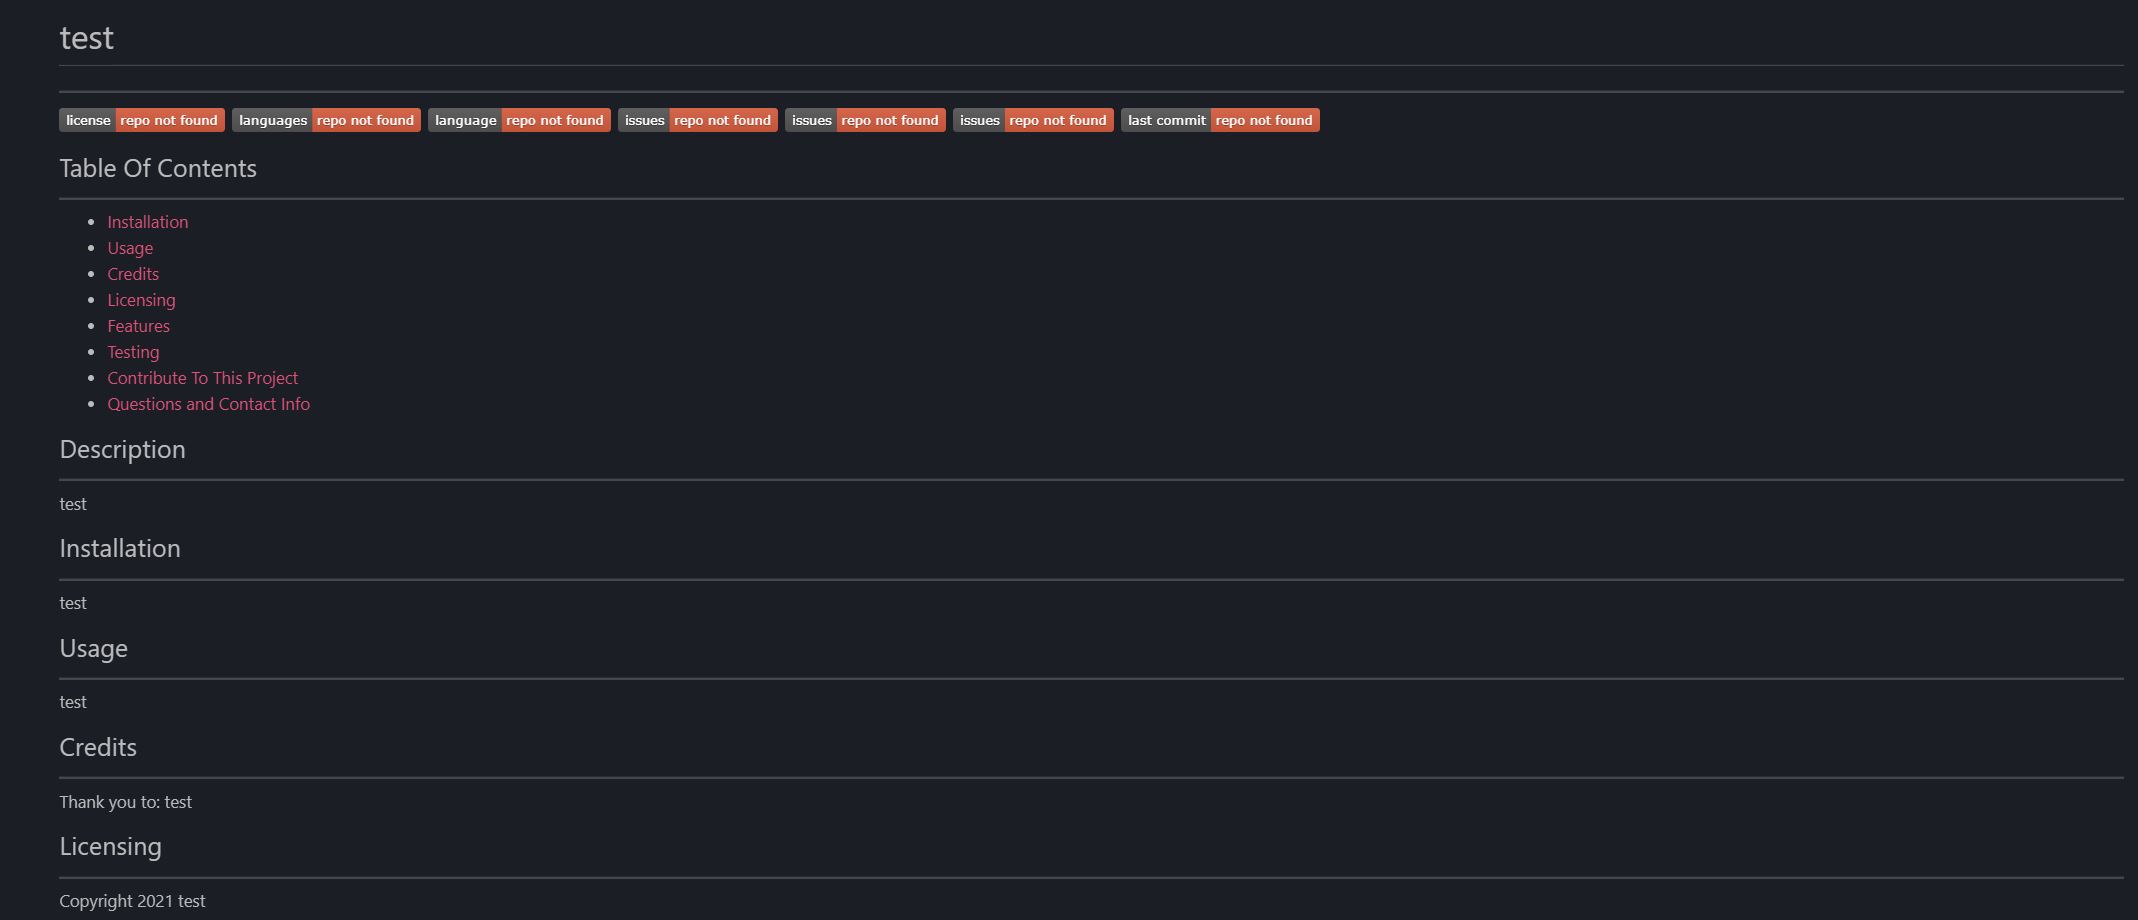 test
license repo not found languages repo not found language repo not found issues repo not found issues repo not found issues repo not found last commit repo not found
Table Of Contents
Installation
Usage
Credits
Licensing
Features
Testing
Contribute To This Project
Questions and Contact Info
Description
test
Installation
test
Usage
test
Credits
Thank you to: test
Licensing
Copyright 2021 test